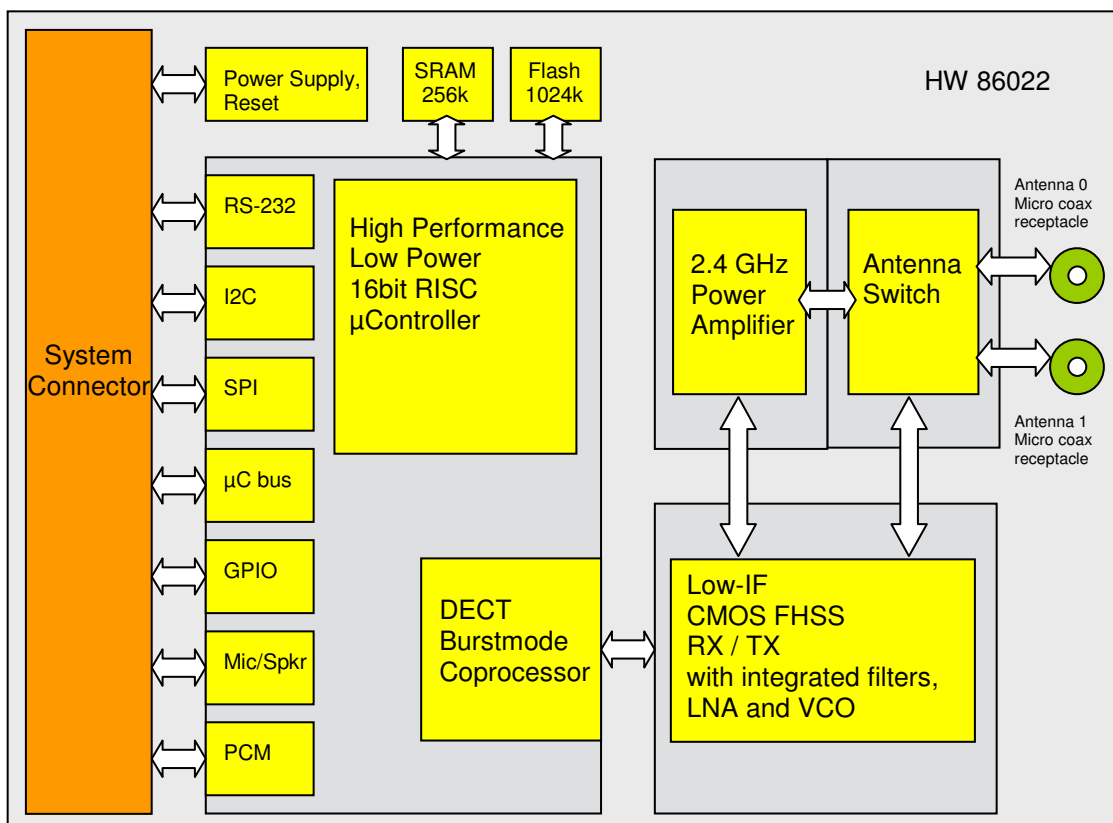 Power Supply,
Reset
SRAM
256k
Flash
1024k
HW 86022
System
Connector
RS-232
I2C
SPI
µC bus
GPIO
Mic/Spkr
PCM
High Performance
Low Power
16bit RISC
µController
DECT
Burstmode
Coprocessor
2.4 GHz
Power
Amplifier
Antenna
Switch
Antenna 0
Micro coax
receptacle
Antenna 1
Micro coax
receptacle
Low-IF
CMOS FHSS
RX / TX
with integrated filters,
LNA and VCO